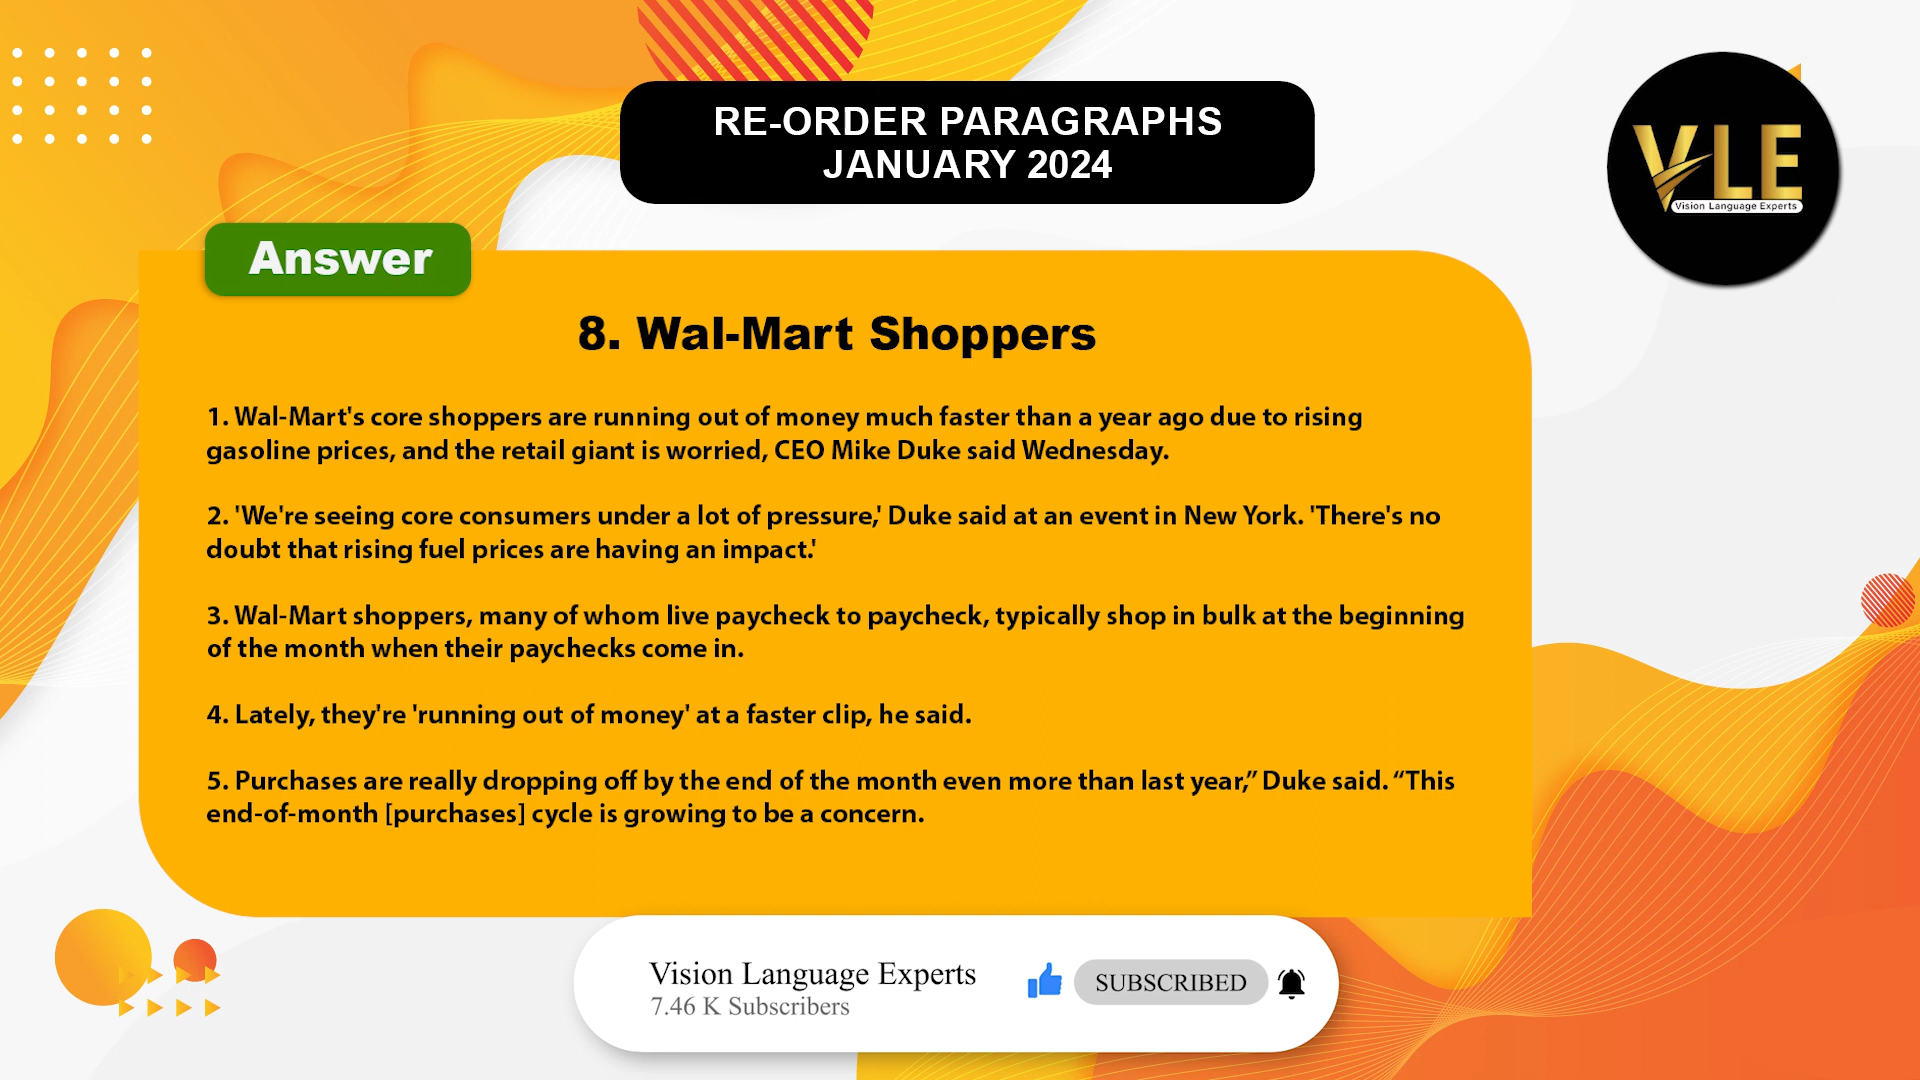 RE-ORDER PARAGRAPHS
JANUARY 2024
VLE
Vision Language Experts
Answer
8. Wal-Mart Shoppers
1. Wal-Mart's core shoppers are running out of money much faster than a year ago due to rising
gasoline prices, and the retail giant is worried, CEO Mike Duke said Wednesday.
2. 'We're seeing core consumers under a lot of pressure,' Duke said at an event in New York. 'There's no
doubt that rising fuel prices are having an impact.'
3. Wal-Mart shoppers, many of whom live paycheck to paycheck, typically shop in bulk at the beginning
of the month when their paychecks come in.
4. Lately, they're 'running out of money' at a faster clip, he said.
5. Purchases are really dropping off by the end of the month even more than last year,” Duke said. “This
end-of-month [purchases] cycle is growing to be a concern.
Vision Language Experts
7.46 K Subscribers
SUBSCRIBED